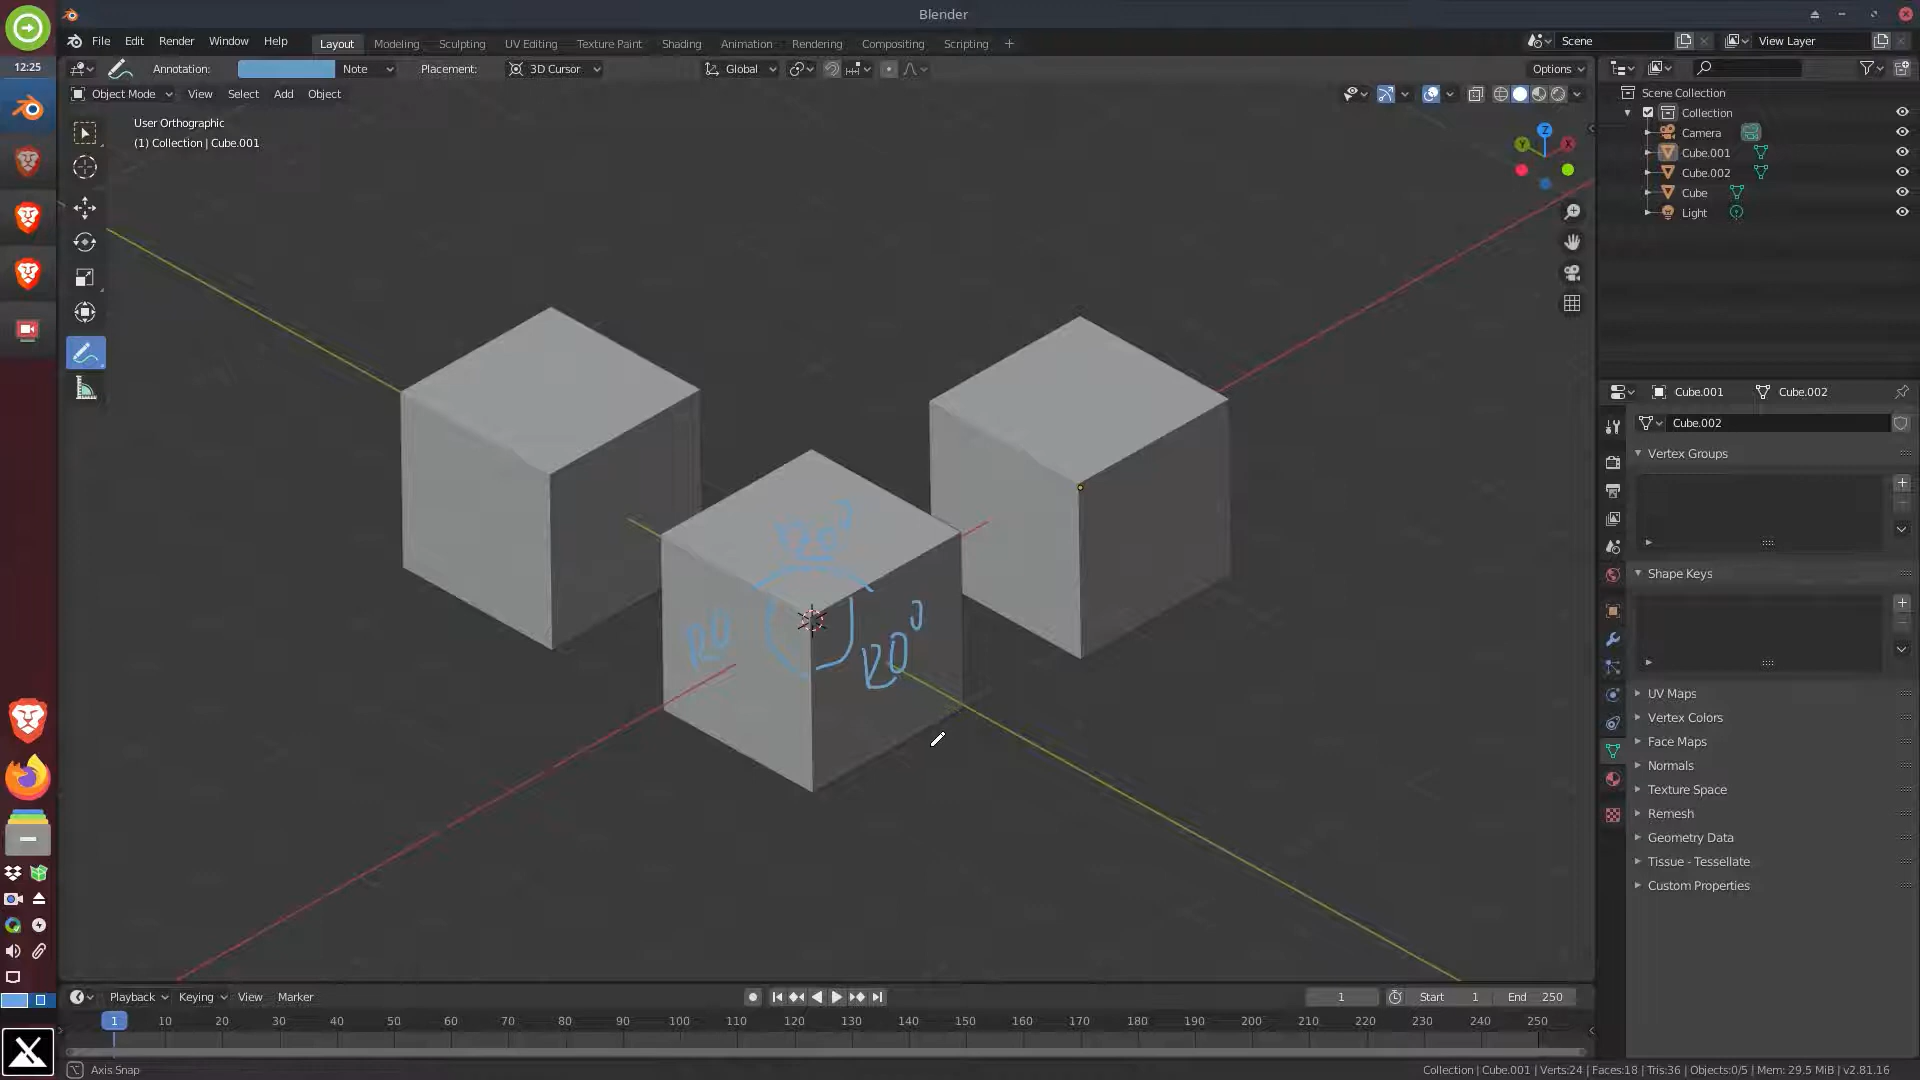 Blender
12:25
File Edit Render Window Help
Layout Modeling Sculpting UV Editing Texture Paint Shading Animation Rendering Compositing Scripting +
Scene
View Layer
Annotation: Note Placement: 3D Cursor
Global
Options
Object Mode View Select Add Object
User Orthographic
(1) Collection | Cube.001
Z
Y
X
120°
120
120°
Scene Collection
Collection
Camera
Cube.001
Cube.002
Cube
Light
Cube.001 Cube.002
Cube.002
Vertex Groups
Shape Keys
UV Maps
Vertex Colors
Face Maps
Normals
Texture Space
Remesh
Geometry Data
Tissue - Tessellate
Custom Properties
Playback Keying View Marker
1
Start 1
End 250
1 10 20 30 40 50 60 70 80 90 100 110 120 130 140 150 160 170 180 190 200 210 220 230 240 250
Axis Snap
Collection | Cube.001 | Verts:24 | Faces:18 | Tris:36 | Objects:0/5 | Mem: 29.5 MiB | v2.81.16